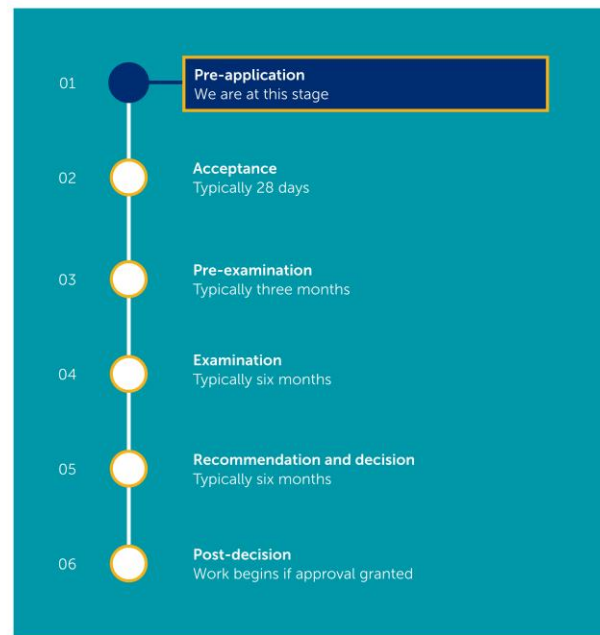 01
Pre-application
We are at this stage
02
Acceptance
Typically 28 days
03
Pre-examination
Typically three months
04
Examination
Typically six months
05
Recommendation and decision
Typically six months
06
Post-decision
Work begins if approval granted